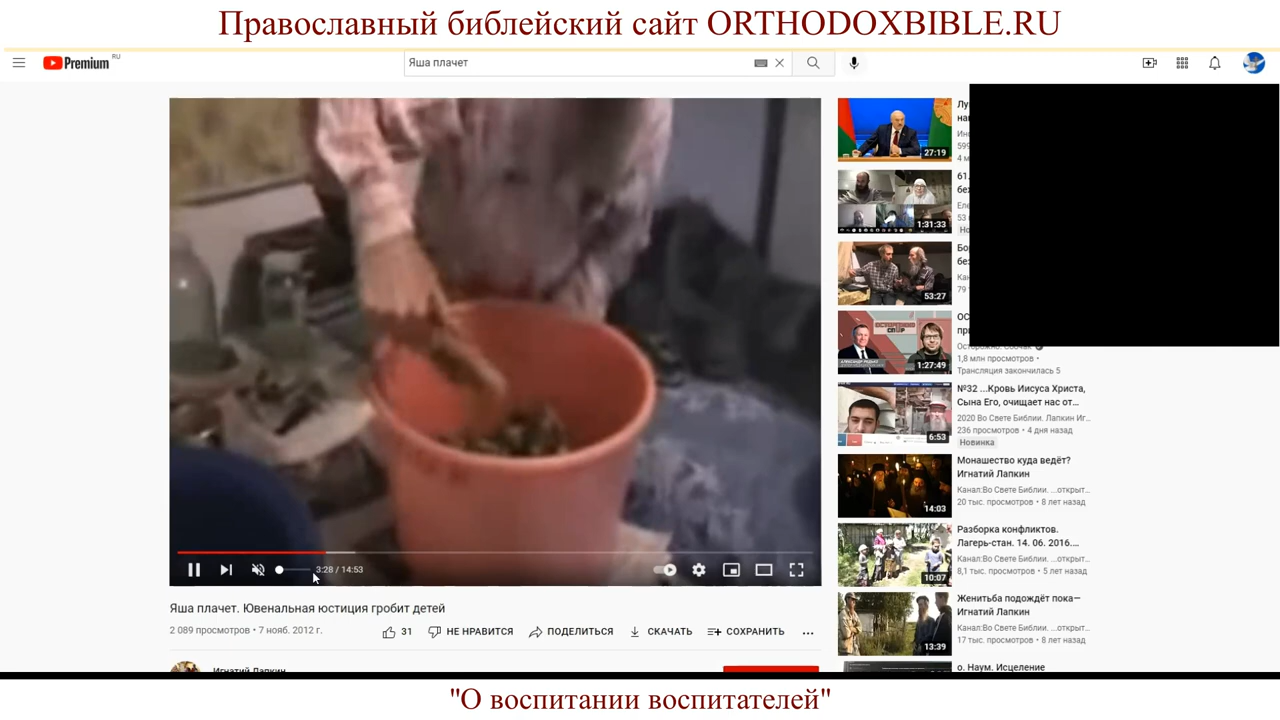 Православный библейский сайт ORTHODOXBIBLE.RU
Premium RU
Яша плачет
3:28 / 14:53
Яша плачет. Ювенальная юстиция гробит детей
2 089 просмотров • 7 нояб. 2012 г.
31
НЕ НРАВИТСЯ
ПОДЕЛИТЬСЯ
СКАЧАТЬ
СОХРАНИТЬ
Игнатий Лапкин
27:19
1:31:33
53:27
1:27:49
1,8 млн просмотров •
Трансляция закончилась 5
6:53
№32 ...Кровь Иисуса Христа,
Сына Его, очищает нас от...
2020 Во Свете Библии. Лапкин Иг...
236 просмотров • 4 дня назад
Новинка
14:03
Монашество куда ведёт?
Игнатий Лапкин
Канал:Во Свете Библии. ...открыт...
20 тыс. просмотров • 8 лет назад
10:07
Разборка конфликтов.
Лагерь-стан. 14. 06. 2016....
Канал:Во Свете Библии. ...открыт...
8,1 тыс. просмотров • 5 лет назад
13:39
Женитьба подождёт пока—
Игнатий Лапкин
Канал:Во Свете Библии. ...открыт...
17 тыс. просмотров • 8 лет назад
о. Наум. Исцеление
"О воспитании воспитателей"